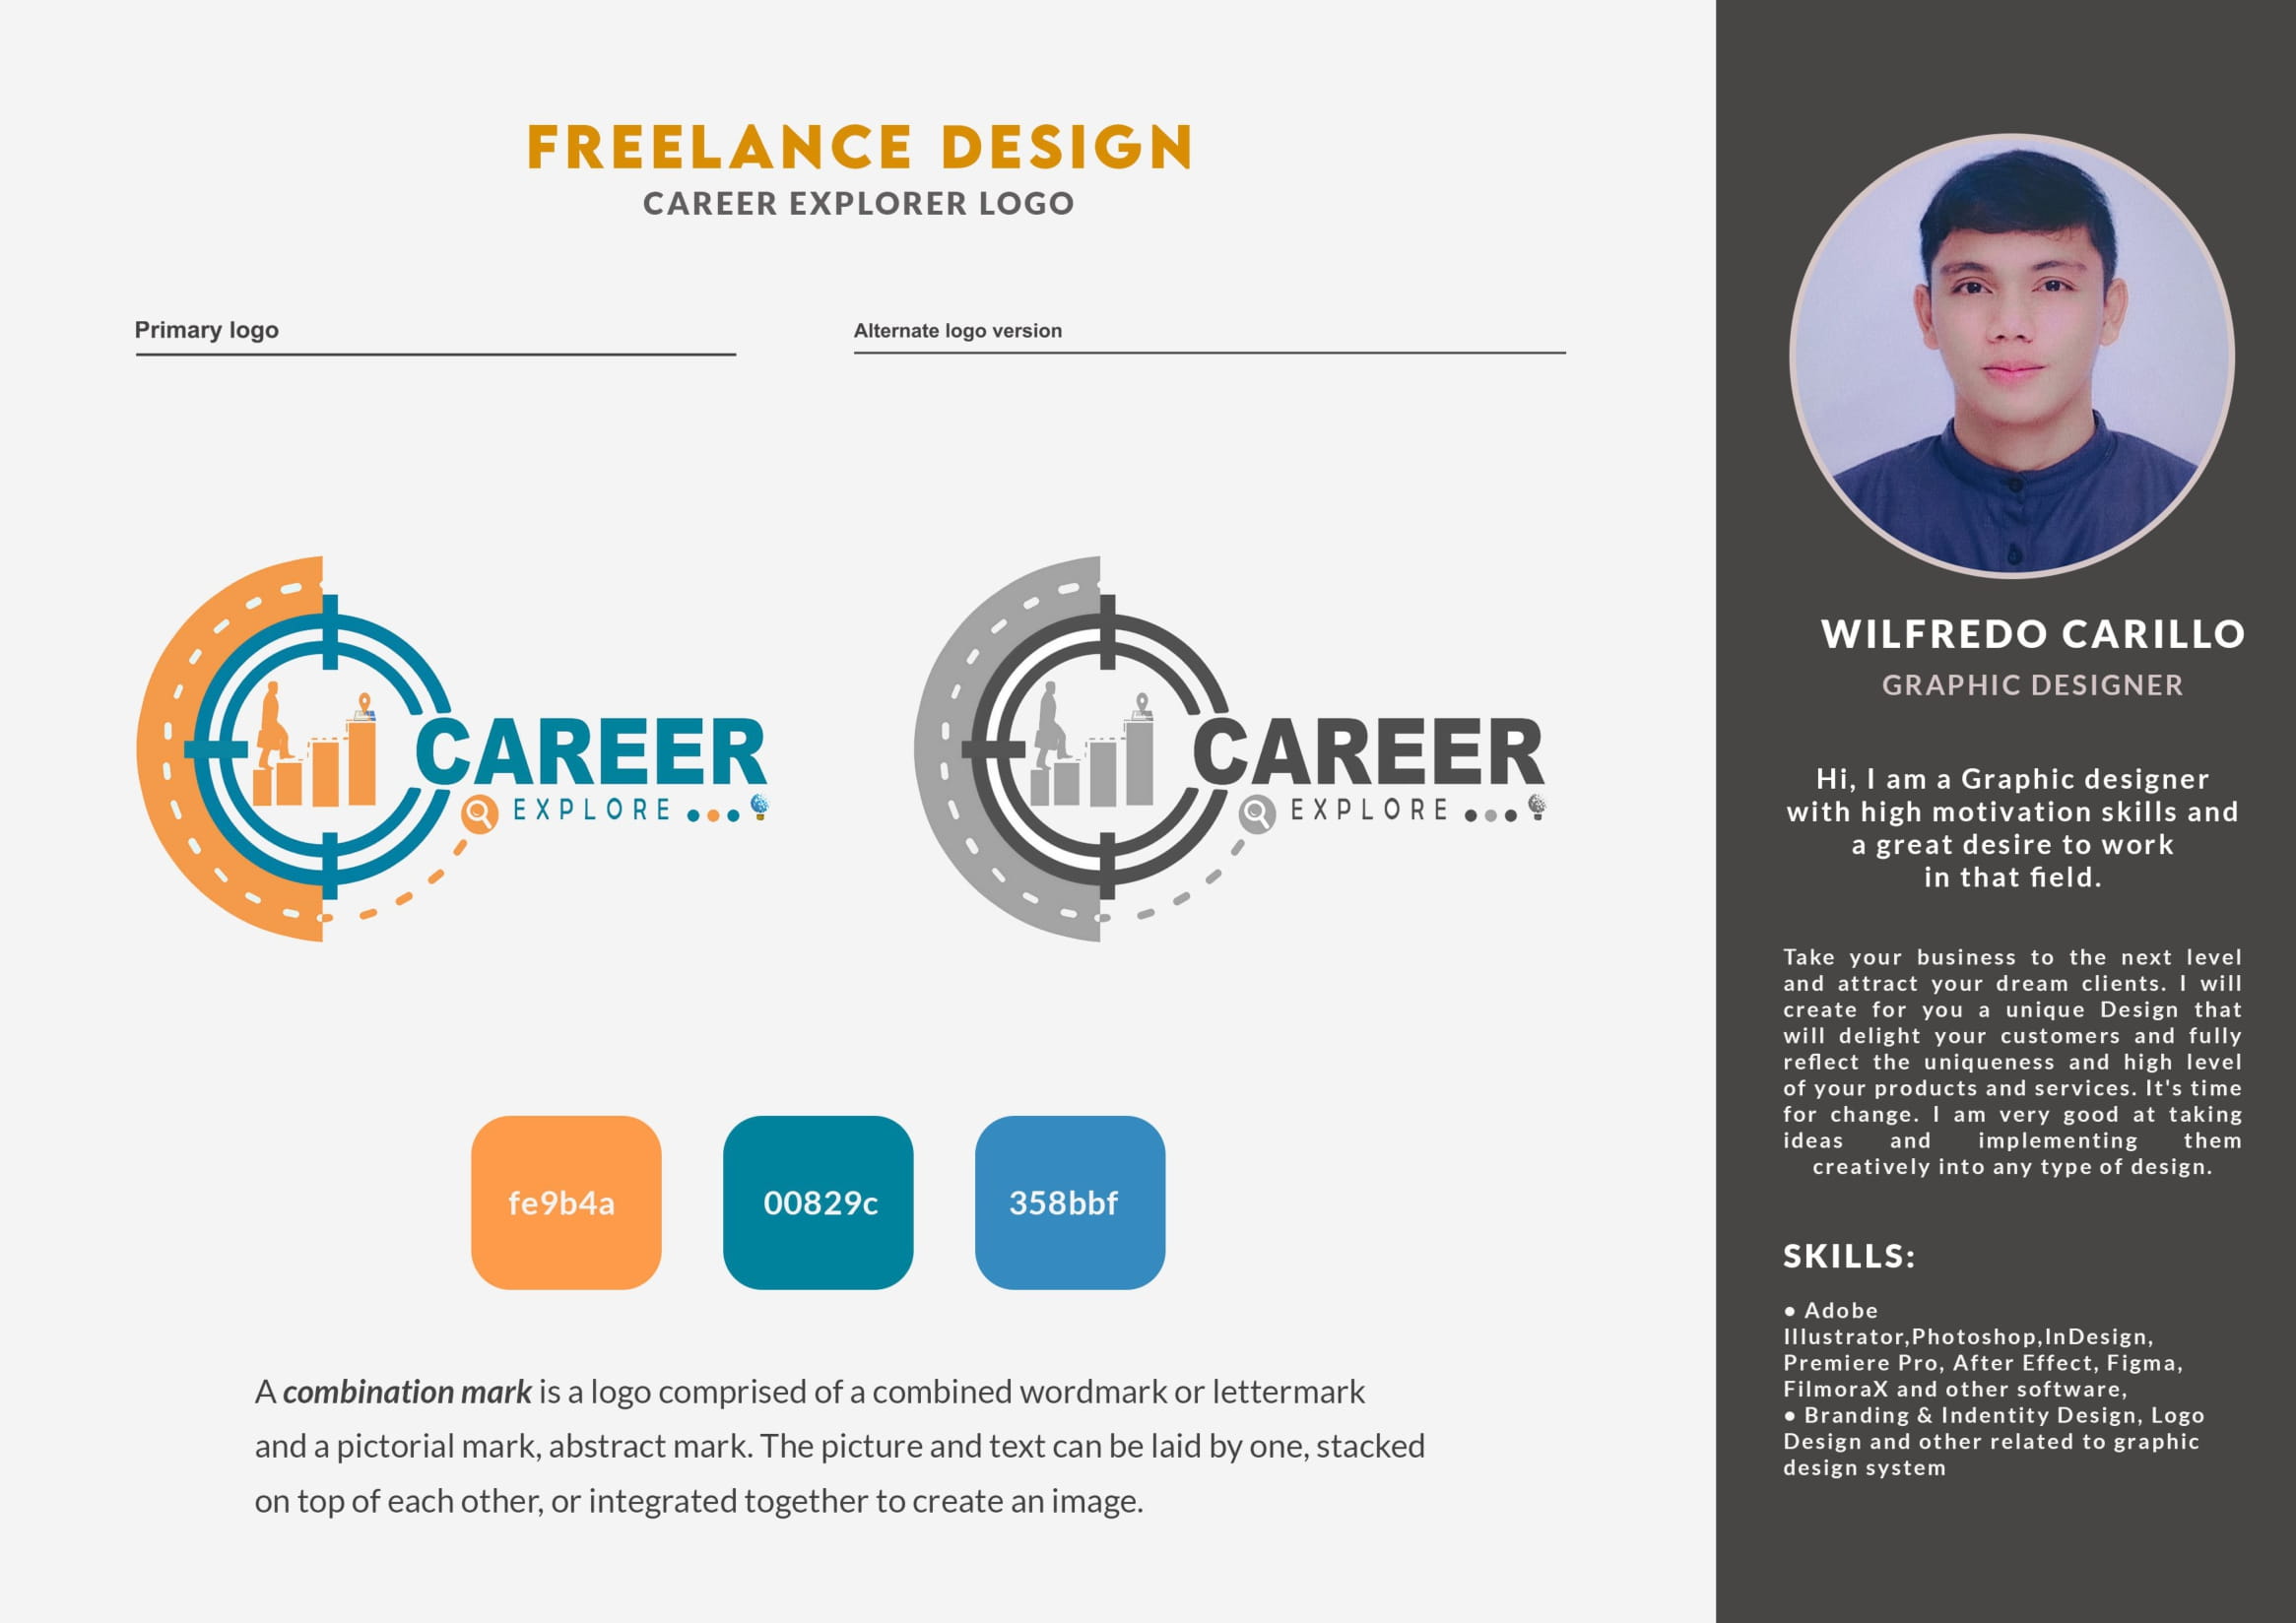 FREELANCE DESIGN
CAREER EXPLORER LOGO
Primary logo
Alternate logo version
CAREER
EXPLORE
CAREER
EXPLORE
fe9b4a
00829c
358bbf
A combination mark is a logo comprised of a combined wordmark or lettermark
and a pictorial mark, abstract mark. The picture and text can be laid by one, stacked
on top of each other, or integrated together to create an image.
WILFREDO CARILLO
GRAPHIC DESIGNER
Hi, I am a Graphic designer
with high motivation skills and
a great desire to work
in that field.
Take your business to the next level
and attract your dream clients. I will
create for you a unique Design that
will delight your customers and fully
reflect the uniqueness and high level
of your products and services. It's time
for change. I am very good at taking
ideas and implementing them
creatively into any type of design.
SKILLS:
● Adobe
Illustrator,Photoshop,InDesign,
Premiere Pro, After Effect, Figma,
FilmoraX and other software,
● Branding & Indentity Design, Logo
Design and other related to graphic
design system